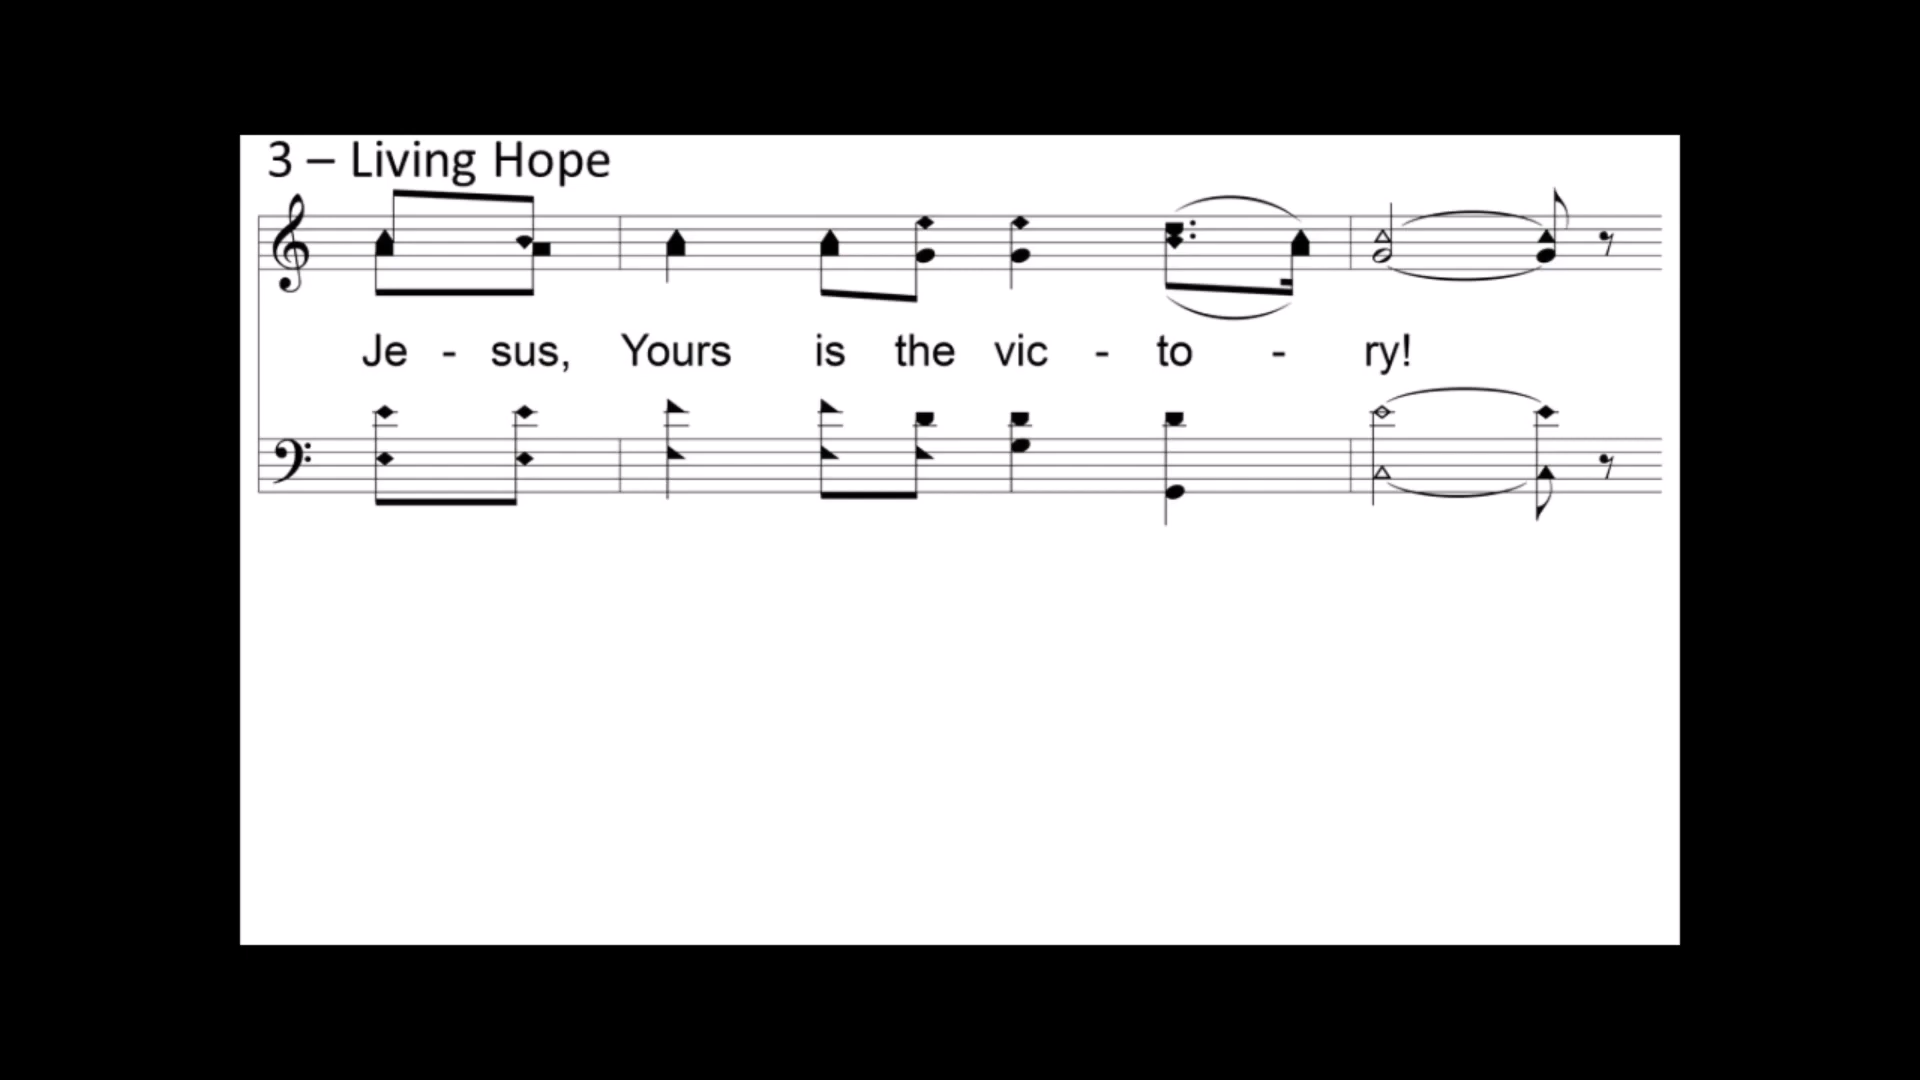 3 – Living Hope
Je - sus, Yours is the vic - to - ry!